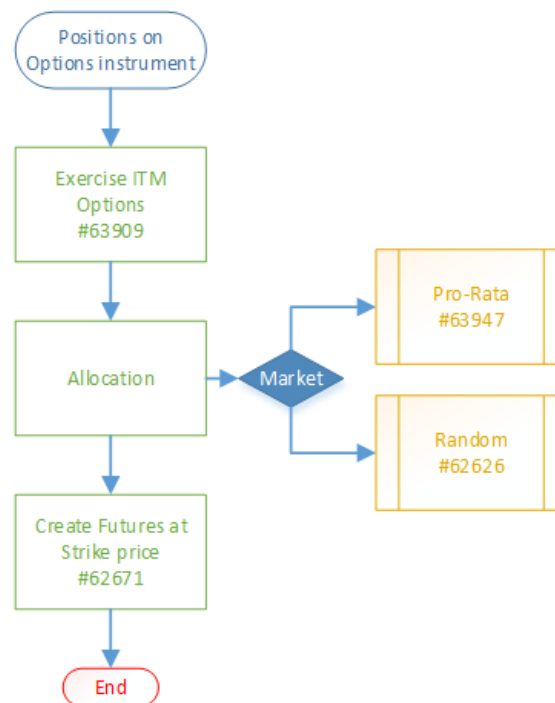 Positions on
Options instrument
Exercise ITM
Options
#63909
Allocation
Market
Pro-Rata
#63947
Random
#62626
Create Futures at
Strike price
#62671
End